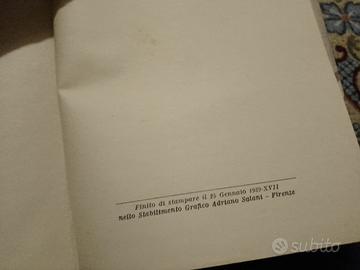 Finito di stampare il 25 Gennaio 1939-XVII
nello Stabilimento Grafico Adriano Salani - Firenze
subito